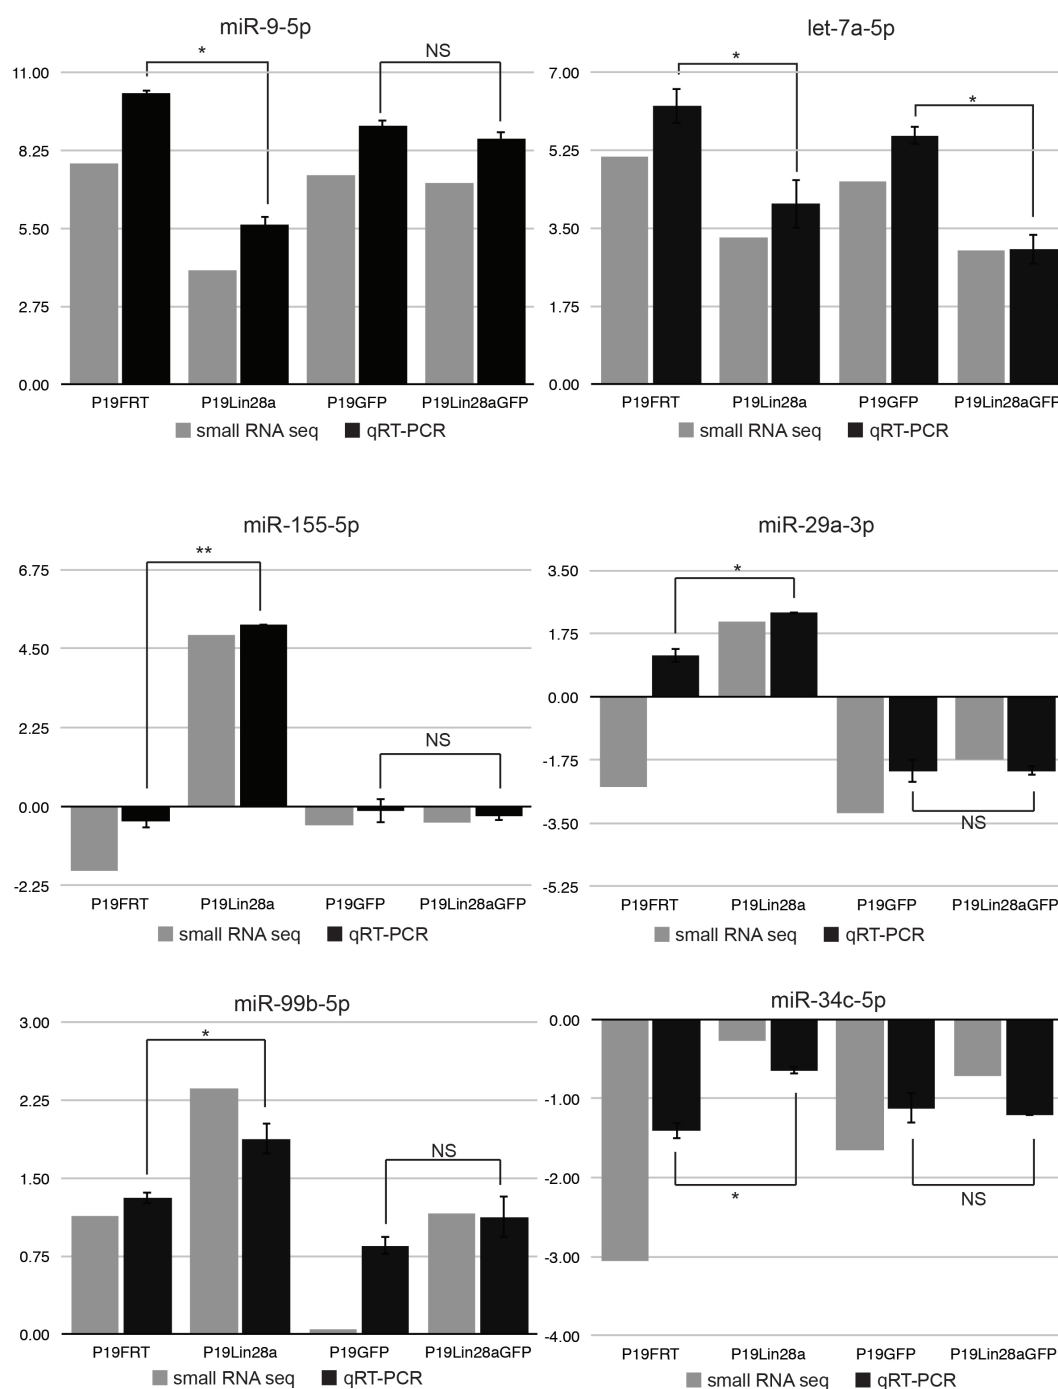 miR-9-5p
* NS
11.00
8.25
5.50
2.75
0.00
P19FRT P19Lin28a P19GFP P19Lin28aGFP
small RNA seq qRT-PCR
let-7a-5p
* *
7.00
5.25
3.50
1.75
0.00
P19FRT P19Lin28a P19GFP P19Lin28aGFP
small RNA seq qRT-PCR
miR-155-5p
**
6.75
4.50
2.25
NS
0.00
-2.25
P19FRT P19Lin28a P19GFP P19Lin28aGFP
small RNA seq qRT-PCR
miR-29a-3p
3.50
*
1.75
0.00
-1.75
-3.50
NS
-5.25
P19FRT P19Lin28a P19GFP P19Lin28aGFP
small RNA seq qRT-PCR
miR-99b-5p
3.00
*
2.25
1.50
NS
0.75
0.00
P19FRT P19Lin28a P19GFP P19Lin28aGFP
small RNA seq qRT-PCR
miR-34c-5p
0.00
-1.00
-2.00
* NS
-3.00
-4.00
P19FRT P19Lin28a P19GFP P19Lin28aGFP
small RNA seq qRT-PCR